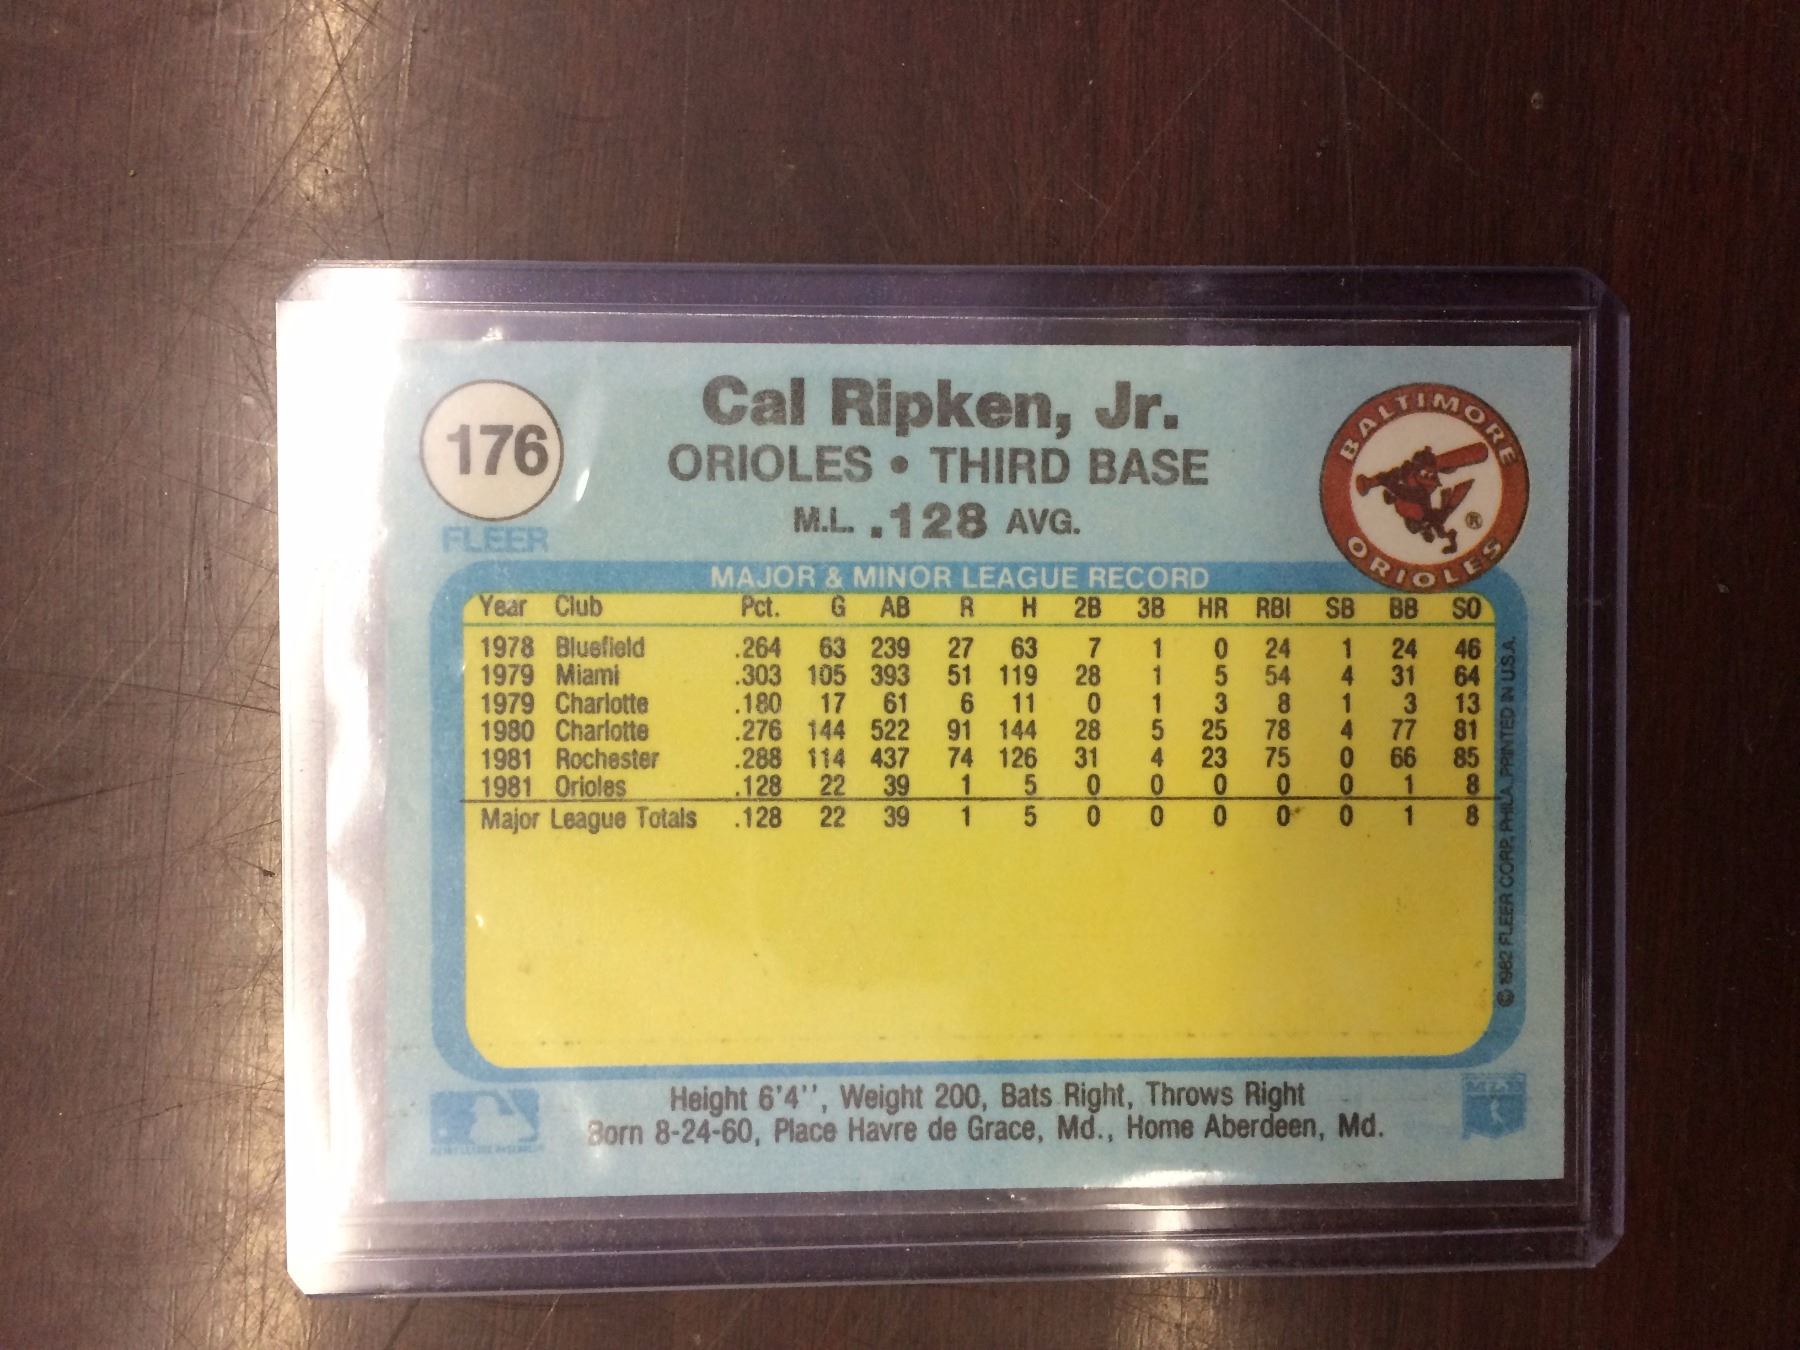 176
FLEER
Cal Ripken, Jr.
ORIOLES • THIRD BASE
M.L. .128 AVG.
BALTIMORE
ORIOLES
®
MAJOR & MINOR LEAGUE RECORD
Year Club Pct. G AB R H 2B 3B HR RBI SB BB SO
1978 Bluefield .264 63 239 27 63 7 1 0 24 1 24 46
1979 Miami .303 105 393 51 119 28 1 5 54 4 31 64
1979 Charlotte .180 17 61 6 11 0 1 3 8 1 3 13
1980 Charlotte .276 144 522 91 144 28 5 25 78 4 77 81
1981 Rochester .288 114 437 74 126 31 4 23 75 0 66 85
1981 Orioles .128 22 39 1 5 0 0 0 0 0 1 8
Major League Totals .128 22 39 1 5 0 0 0 0 0 1 8
© 1982 FLEER CORP., PHILA. PRINTED IN U.S.A.
Height 6'4'', Weight 200, Bats Right, Throws Right
Born 8-24-60, Place Havre de Grace, Md., Home Aberdeen, Md.